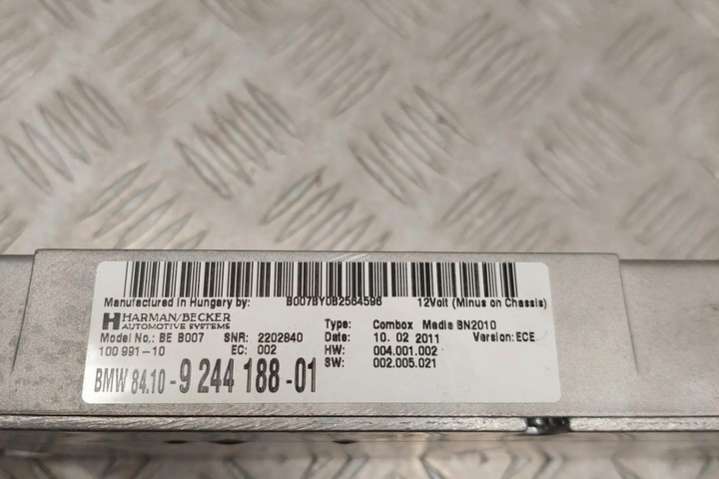 Manufactured in Hungary by: B007BY0B2564596 12Volt (Minus on Chassis)
HARMAN/BECKER
AUTOMOTIVE SYSTEMS
Type: Combox Media BN2010
Model No.: BE B007 SNR: 2202840 Date: 10. 02 2011 Version: ECE
100 991-10 EC: 002 HW: 004.001.002
SW: 002.005.021
BMW 84.10-9 244 188-01